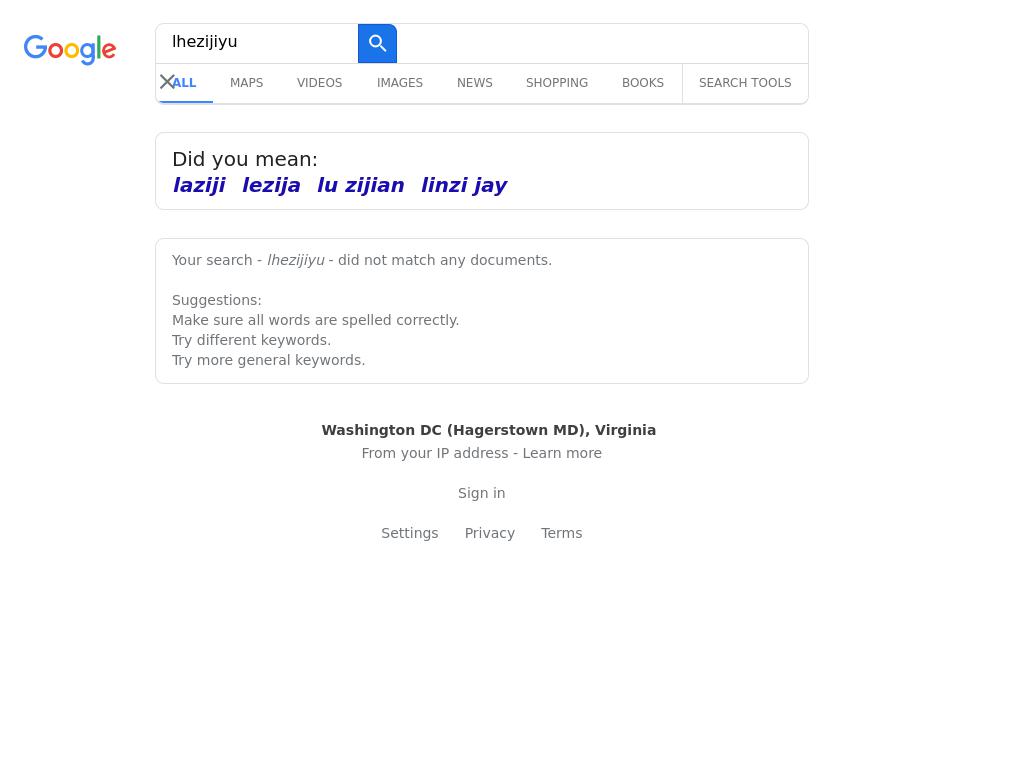 Google
lhezijiyu
ALL MAPS VIDEOS IMAGES NEWS SHOPPING BOOKS SEARCH TOOLS
Did you mean:
laziji lezija lu zijian linzi jay
Your search - lhezijiyu - did not match any documents.
Suggestions:
Make sure all words are spelled correctly.
Try different keywords.
Try more general keywords.
Washington DC (Hagerstown MD), Virginia
From your IP address - Learn more
Sign in
Settings Privacy Terms